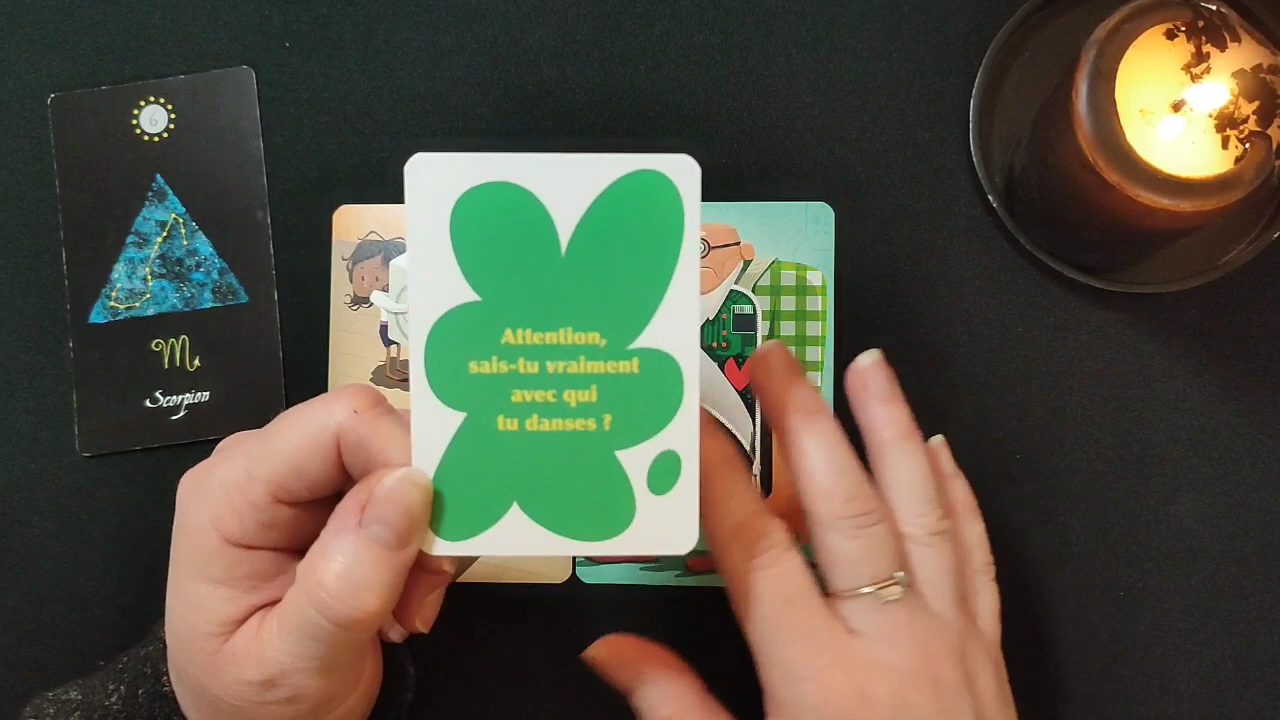 6
Scorpion
Attention,
sais-tu vraiment
avec qui
tu danses ?